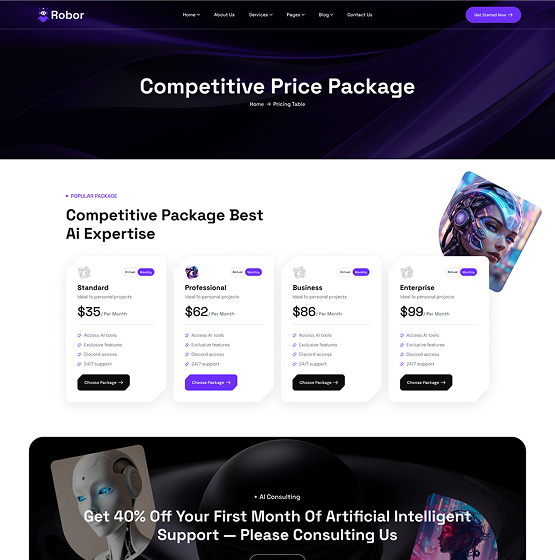 Robor
Home
About Us
Services
Pages
Blog
Contact Us
Get Started Now →
Competitive Price Package
Home → Pricing Table
• POPULAR PACKAGE
Competitive Package Best
Ai Expertise
Annual Monthly
Standard
Ideal fo personal projects
$35/ Per Month
Access AI tools
Exclusive features
Discord access
24/7 support
Choose Package →
Annual Monthly
Professional
Ideal fo personal projects
$62/ Per Month
Access AI tools
Exclusive features
Discord access
24/7 support
Choose Package →
Annual Monthly
Business
Ideal fo personal projects
$86/ Per Month
Access AI tools
Exclusive features
Discord access
24/7 support
Choose Package →
Annual Monthly
Enterprise
Ideal fo personal projects
$99/ Per Month
Access AI tools
Exclusive features
Discord access
24/7 support
Choose Package →
• AI Consulting
Get 40% Off Your First Month Of Artificial Intelligent
Support — Please Consulting Us